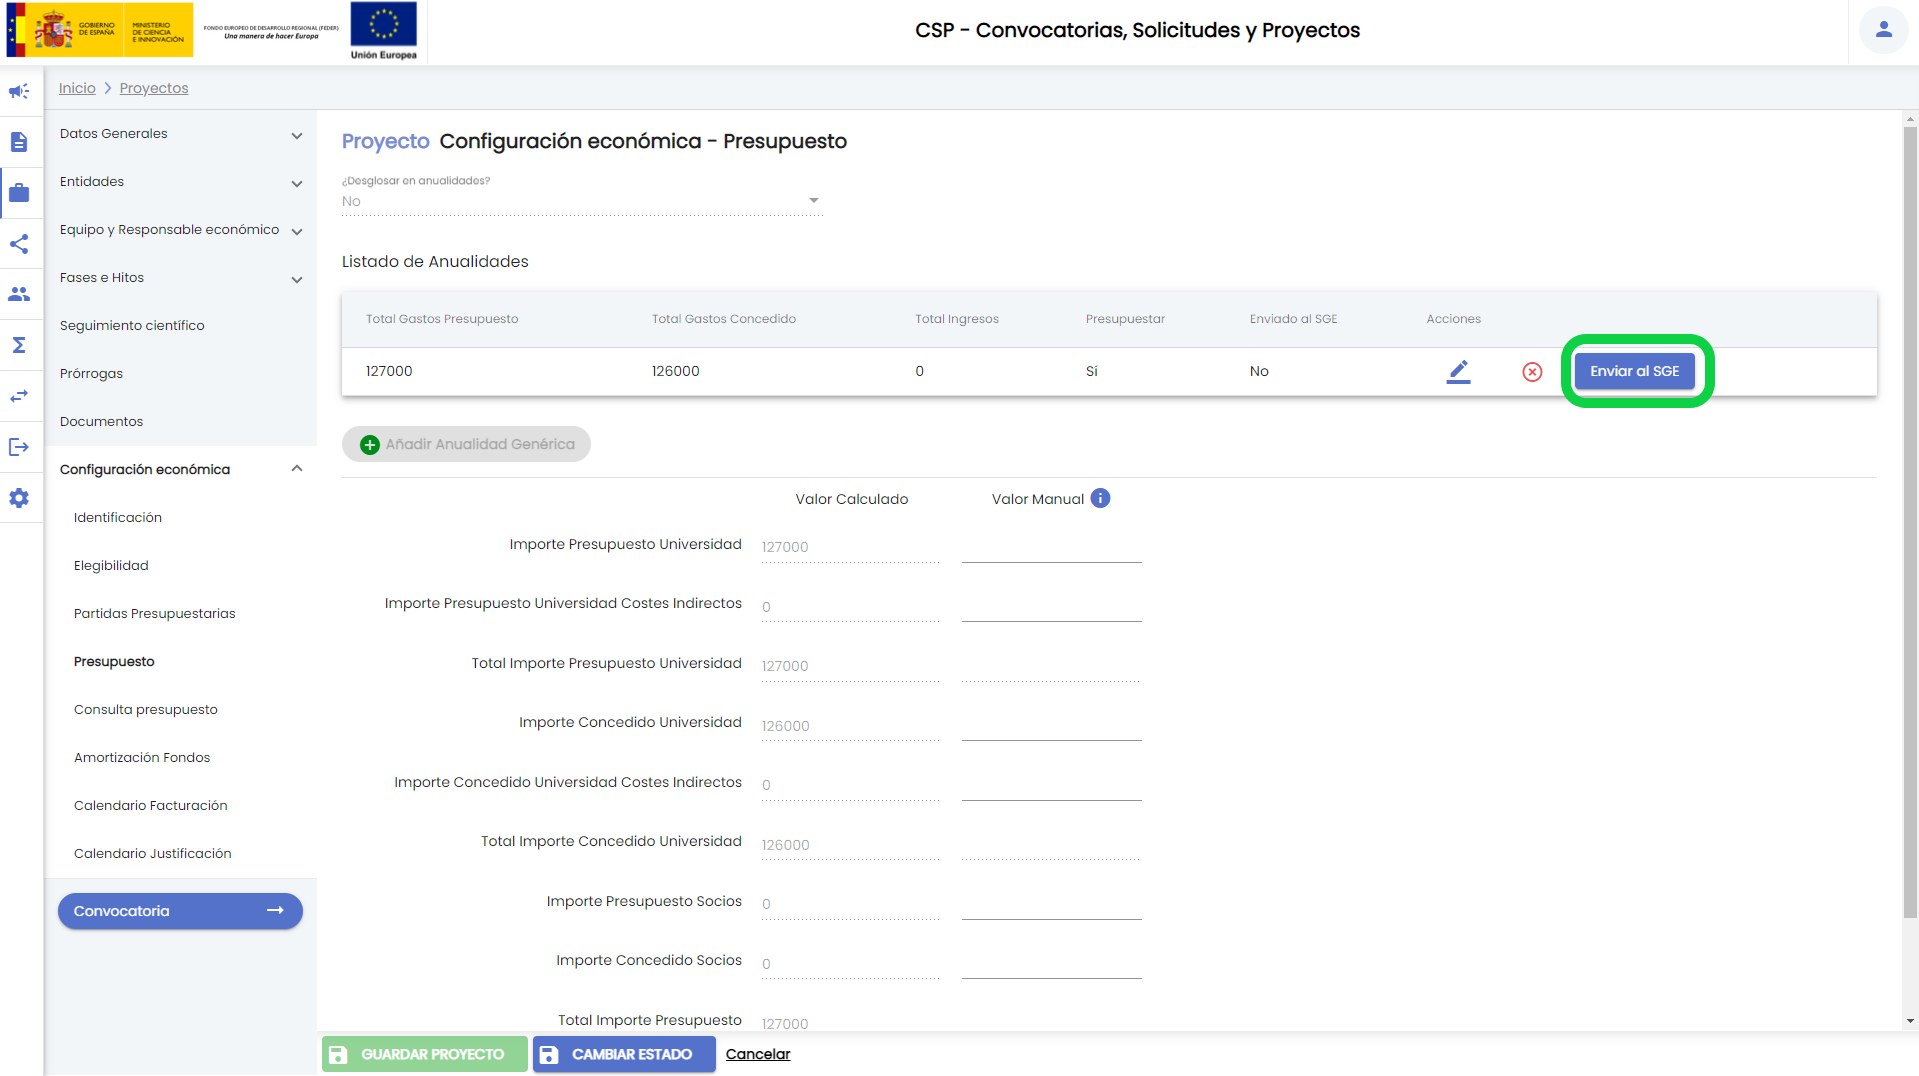 GOBIERNO
DE ESPAÑA
MINISTERIO
DE CIENCIA
E INNOVACIÓN
FONDO EUROPEO DE DESARROLLO REGIONAL (FEDER)
Una manera de hacer Europa
Unión Europea
CSP - Convocatorias, Solicitudes y Proyectos
Inicio
Proyectos
Datos Generales
Entidades
Equipo y Responsable económico
Fases e Hitos
Seguimiento científico
Prórrogas
Documentos
Configuración económica
Identificación
Elegibilidad
Partidas Presupuestarias
Presupuesto
Consulta presupuesto
Amortización Fondos
Calendario Facturación
Calendario Justificación
Convocatoria
Proyecto Configuración económica - Presupuesto
¿Desglosar en anualidades?
No
Listado de Anualidades
Total Gastos Presupuesto Total Gastos Concedido Total Ingresos Presupuestar Enviado al SGE Acciones
127000 126000 0 Sí No Enviar al SGE
Añadir Anualidad Genérica
Valor Calculado Valor Manual
Importe Presupuesto Universidad 127000
Importe Presupuesto Universidad Costes Indirectos 0
Total Importe Presupuesto Universidad 127000
Importe Concedido Universidad 126000
Importe Concedido Universidad Costes Indirectos 0
Total Importe Concedido Universidad 126000
Importe Presupuesto Socios 0
Importe Concedido Socios 0
Total Importe Presupuesto 127000
GUARDAR PROYECTO CAMBIAR ESTADO Cancelar